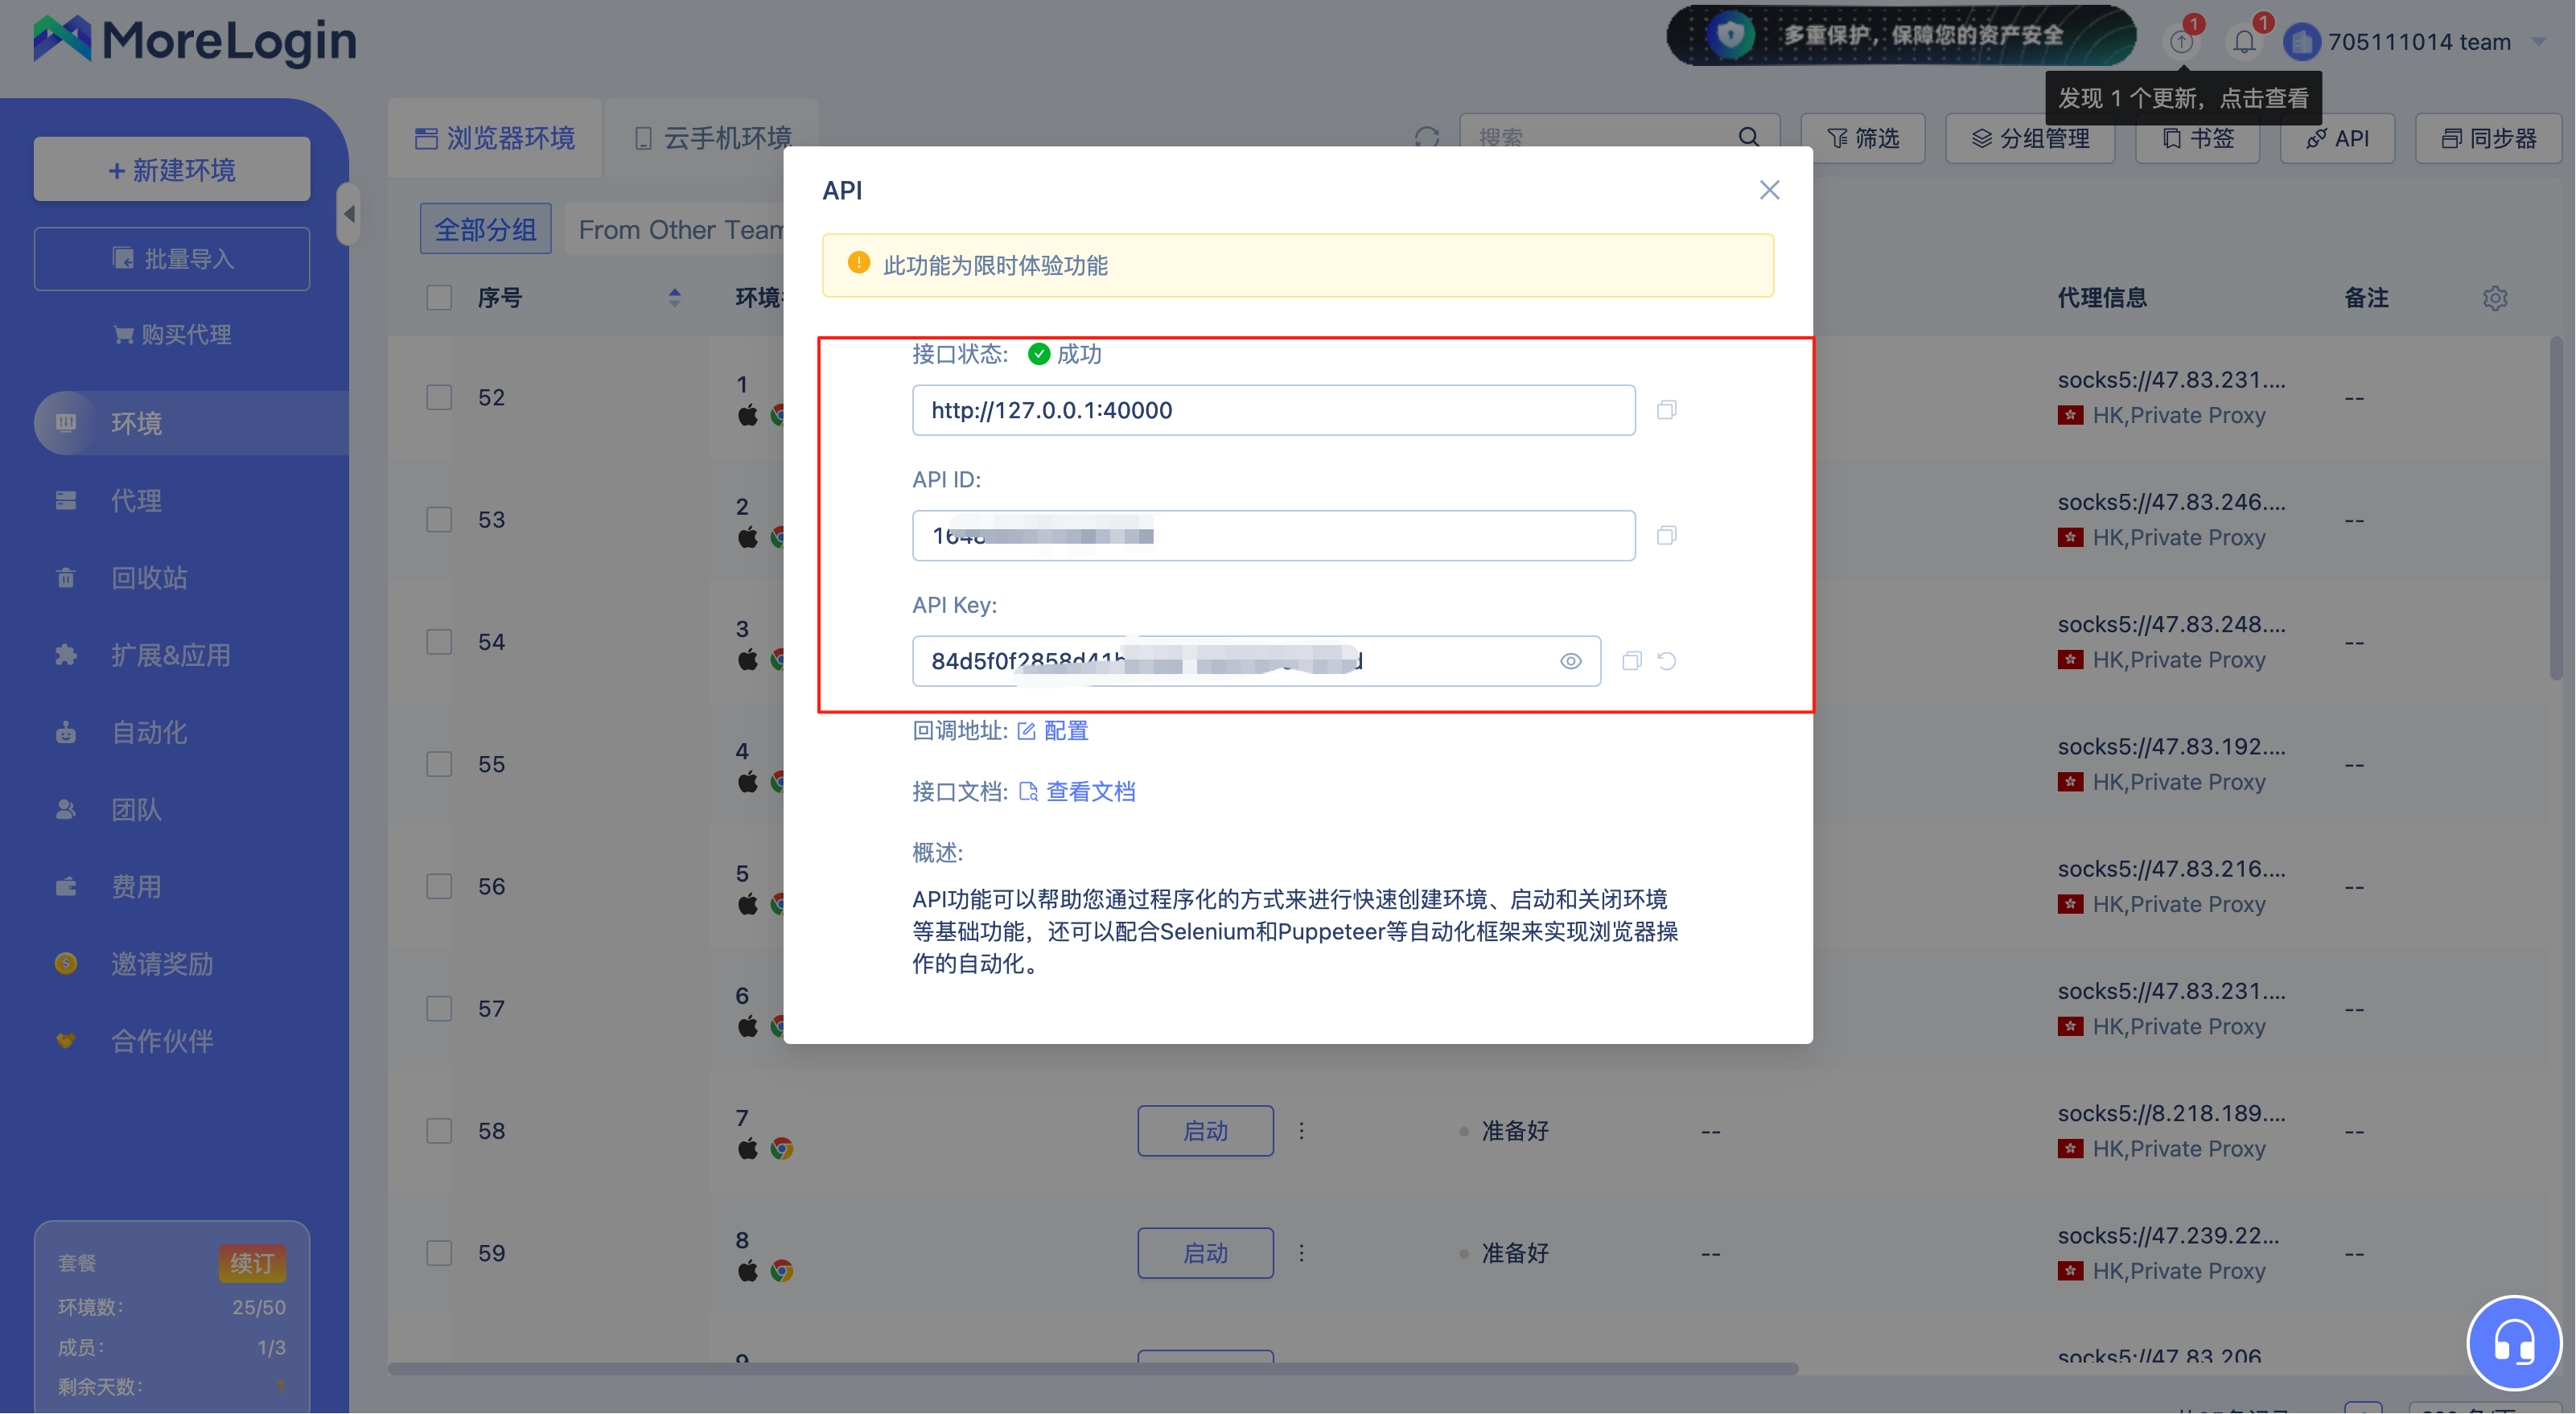 MoreLogin
多重保护，保障您的资产安全
1
1
705111014 team
发现 1 个更新，点击查看
+ 新建环境
批量导入
购买代理
环境
代理
回收站
扩展&应用
自动化
团队
费用
邀请奖励
合作伙伴
套餐
续订
环境数：
25/50
成员：
1/3
剩余天数：
1
浏览器环境
云手机环境
搜索
筛选
分组管理
书签
API
同步器
全部分组
From Other Team
序号
环境
代理信息
备注
52
1
socks5://47.83.231....
HK,Private Proxy
--
53
2
socks5://47.83.246....
HK,Private Proxy
--
54
3
socks5://47.83.248....
HK,Private Proxy
--
55
4
socks5://47.83.192....
HK,Private Proxy
--
56
5
socks5://47.83.216....
HK,Private Proxy
--
57
6
socks5://47.83.231....
HK,Private Proxy
--
58
7
启动
准备好
--
socks5://8.218.189....
HK,Private Proxy
--
59
8
启动
准备好
--
socks5://47.239.22...
HK,Private Proxy
--
9
socks5://47.83.206
API
此功能为限时体验功能
接口状态:
成功
http://127.0.0.1:40000
API ID:
1648
API Key:
84d5f0f2858d41b
d
回调地址:
配置
接口文档:
查看文档
概述:
API功能可以帮助您通过程序化的方式来进行快速创建环境、启动和关闭环境
等基础功能，还可以配合Selenium和Puppeteer等自动化框架来实现浏览器操
作的自动化。